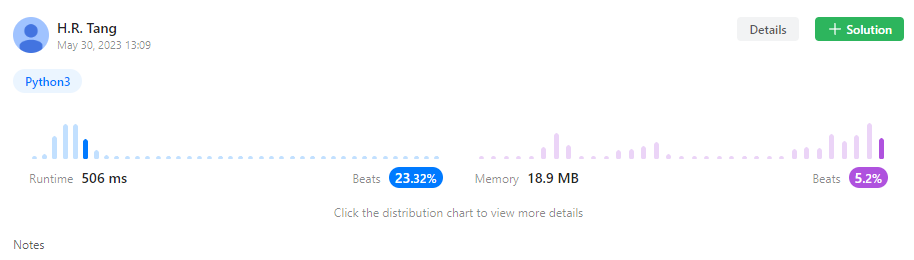 H.R. Tang
May 30, 2023 13:09
Details
+ Solution
Python3
Runtime 506 ms Beats 23.32% Memory 18.9 MB Beats 5.2%
Click the distribution chart to view more details
Notes